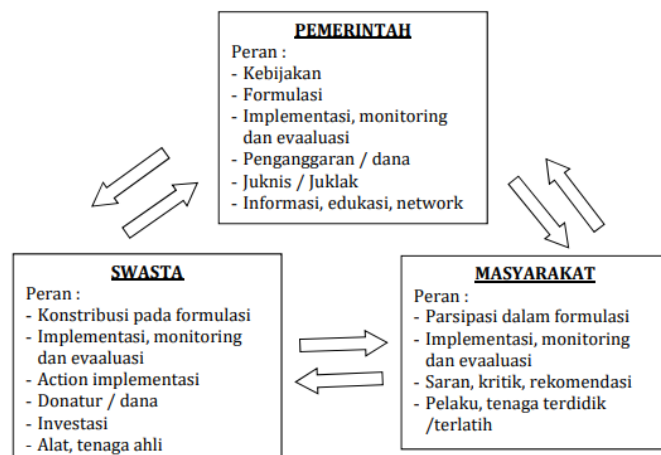 PEMERINTAH
Peran :
- Kebijakan
- Formulasi
- Implementasi, monitoring
dan evaaluasi
- Penganggaran / dana
- Juknis / Juklak
- Informasi, edukasi, network
SWASTA
Peran :
- Konstribusi pada formulasi
- Implementasi, monitoring
dan evaaluasi
- Action implementasi
- Donatur / dana
- Investasi
- Alat, tenaga ahli
MASYARAKAT
Peran :
- Parsipasi dalam formulasi
- Implementasi, monitoring
dan evaaluasi
- Saran, kritik, rekomendasi
- Pelaku, tenaga terdidik
/terlatih